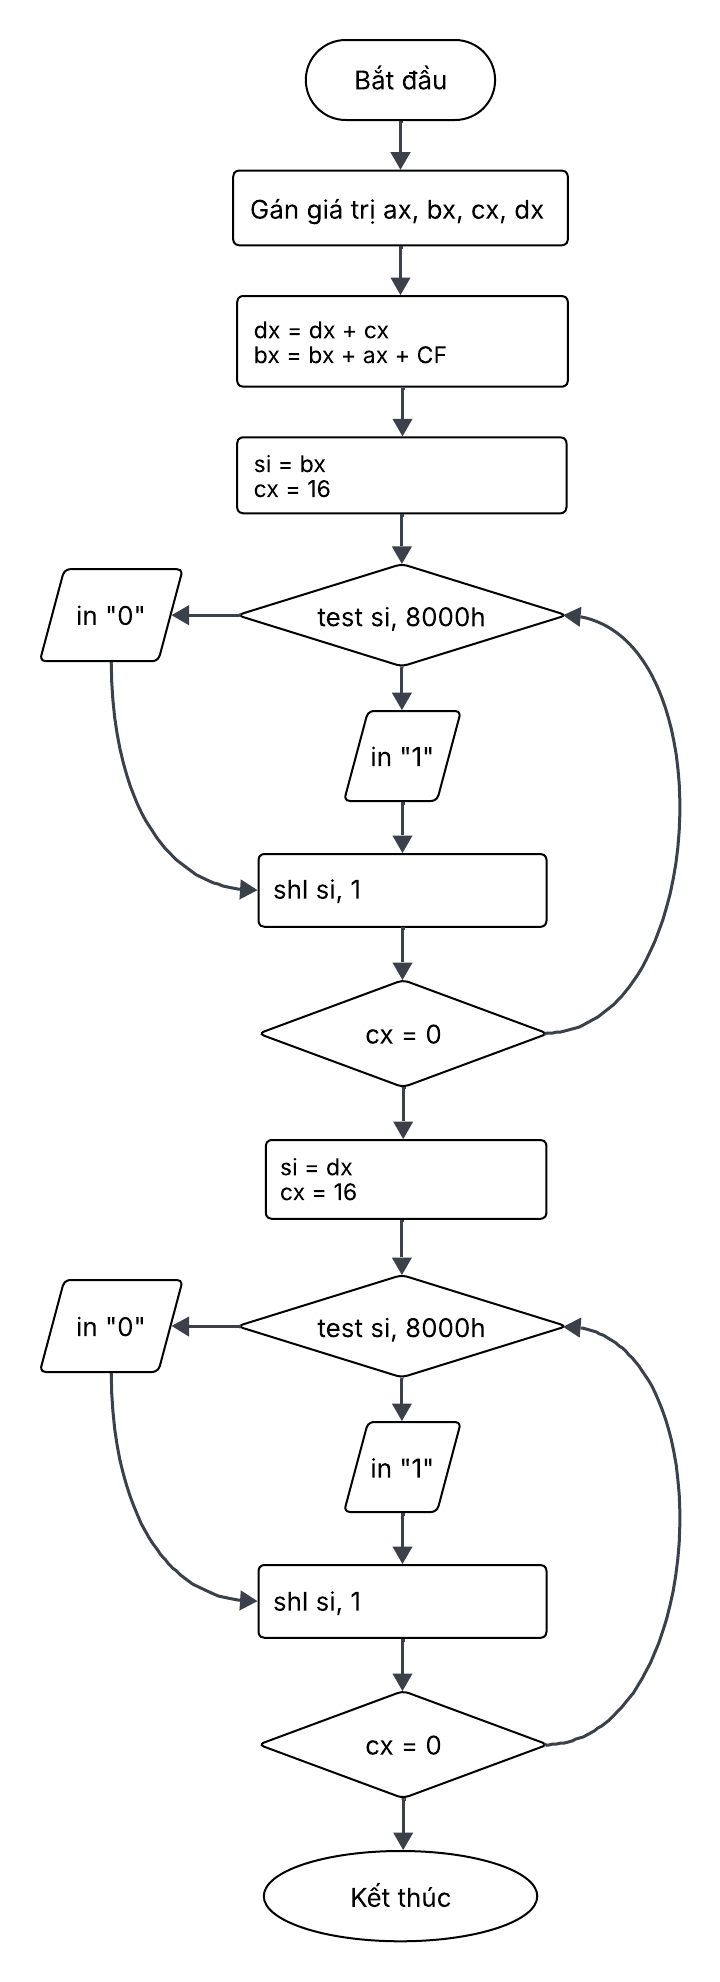 Bắt đầu
Gán giá trị ax, bx, cx, dx
dx = dx + cx
bx = bx + ax + CF
si = bx
cx = 16
in "0"
test si, 8000h
in "1"
shl si, 1
cx = 0
si = dx
cx = 16
in "0"
test si, 8000h
in "1"
shl si, 1
cx = 0
Kết thúc